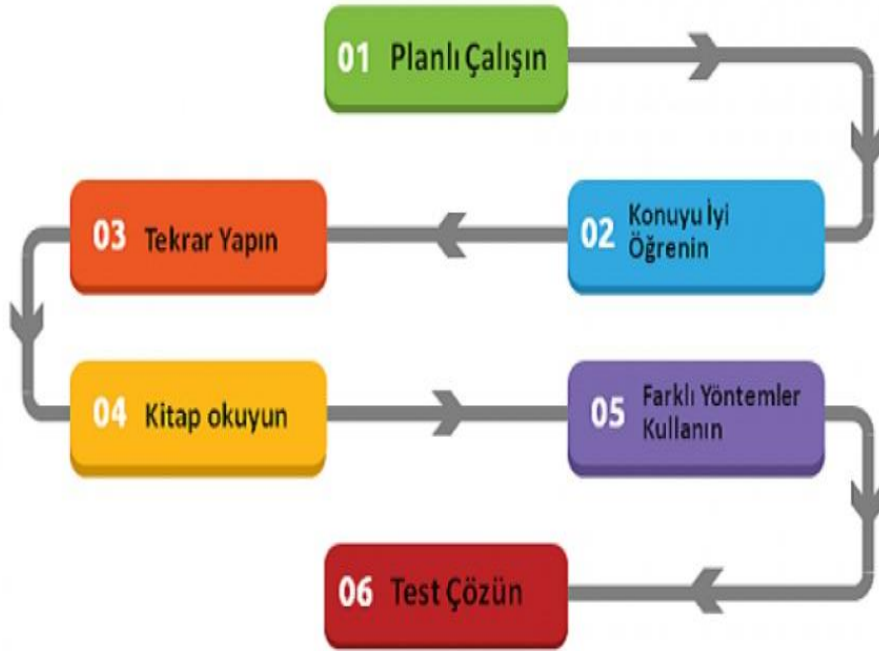 01 Planlı Çalışın
02 Konuyu İyi
Öğrenin
03 Tekrar Yapın
04 Kitap okuyun
05 Farklı Yöntemler
Kullanın
06 Test Çözün